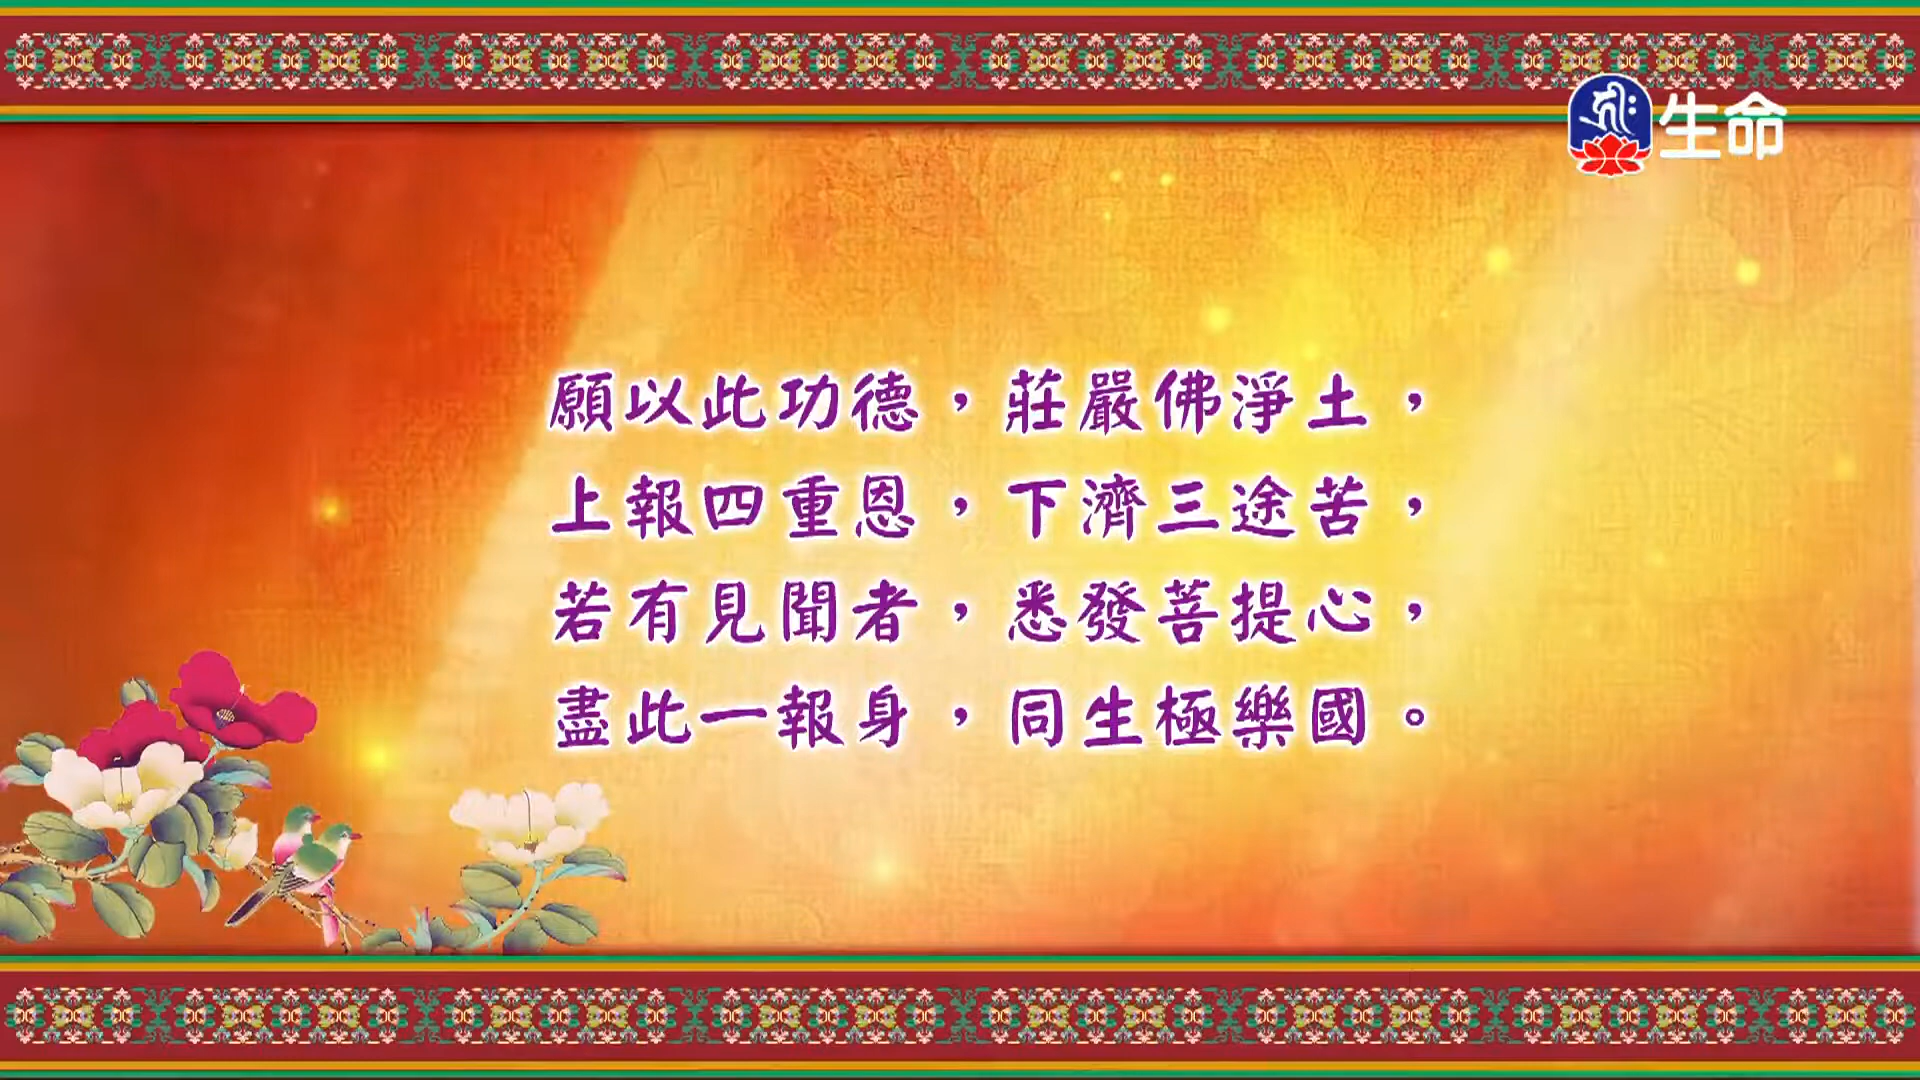 生命
願以此功德，莊嚴佛淨土，
上報四重恩，下濟三途苦，
若有見聞者，悉發菩提心，
盡此一報身，同生極樂國。